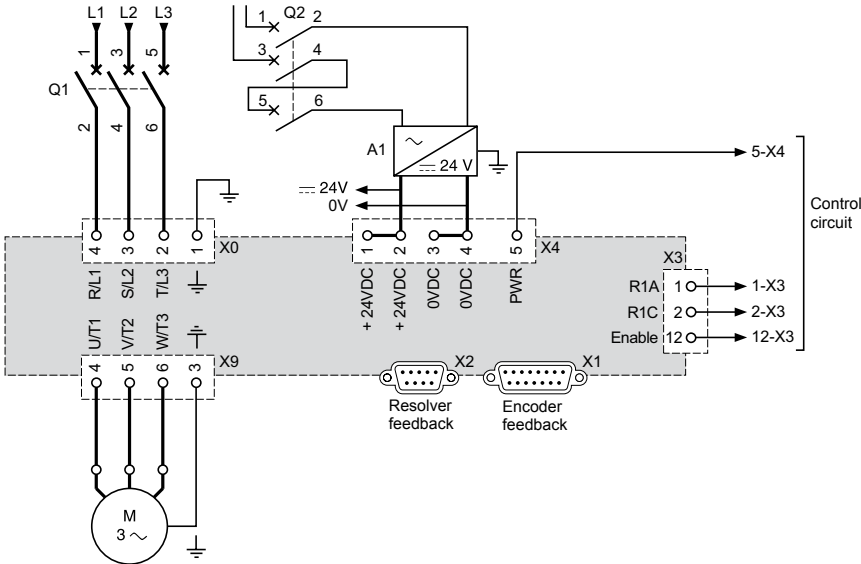 L1 L2 L3
1 3 5
Q1
2 4 6
1 Q2 2
3 4
5 6
A1
24 V
24V
0V
5-X4
Control
circuit
4 3 2 1 X0
R/L1 S/L2 T/L3
1 2 3 4 5 X4
+ 24VDC + 24VDC 0VDC 0VDC PWR
X3
R1A 1 1-X3
R1C 2 2-X3
Enable 12 12-X3
U/T1 V/T2 W/T3
4 5 6 3 X9
X2 X1
Resolver
feedback
Encoder
feedback
M
3 ~